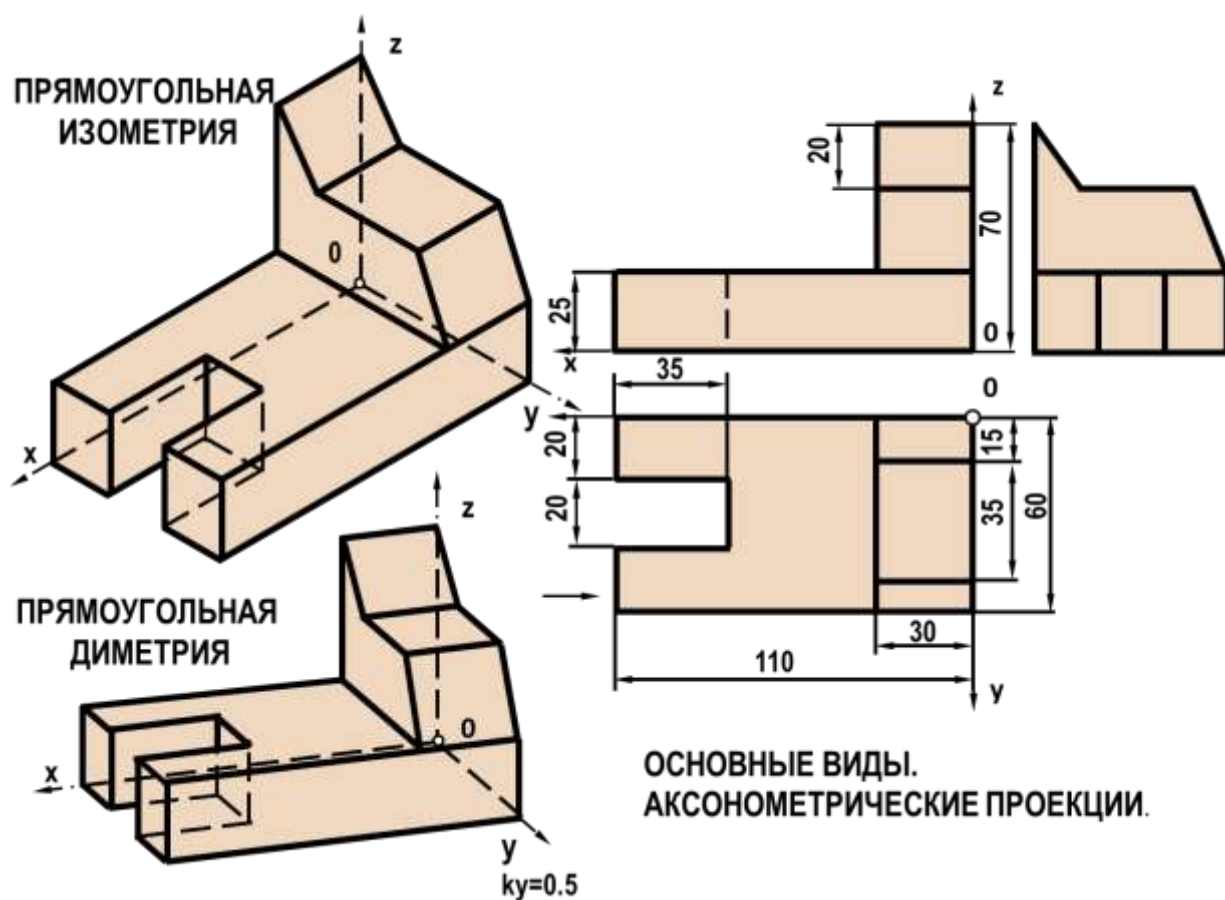 ПРЯМОУГОЛЬНАЯ
ИЗОМЕТРИЯ
z
0
x
y
z
20
70
25
x
0
35
0
20
20
15
35
60
30
110
y
ПРЯМОУГОЛЬНАЯ
ДИМЕТРИЯ
z
0
x
y
ky=0.5
ОСНОВНЫЕ ВИДЫ.
АКСОНОМЕТРИЧЕСКИЕ ПРОЕКЦИИ.